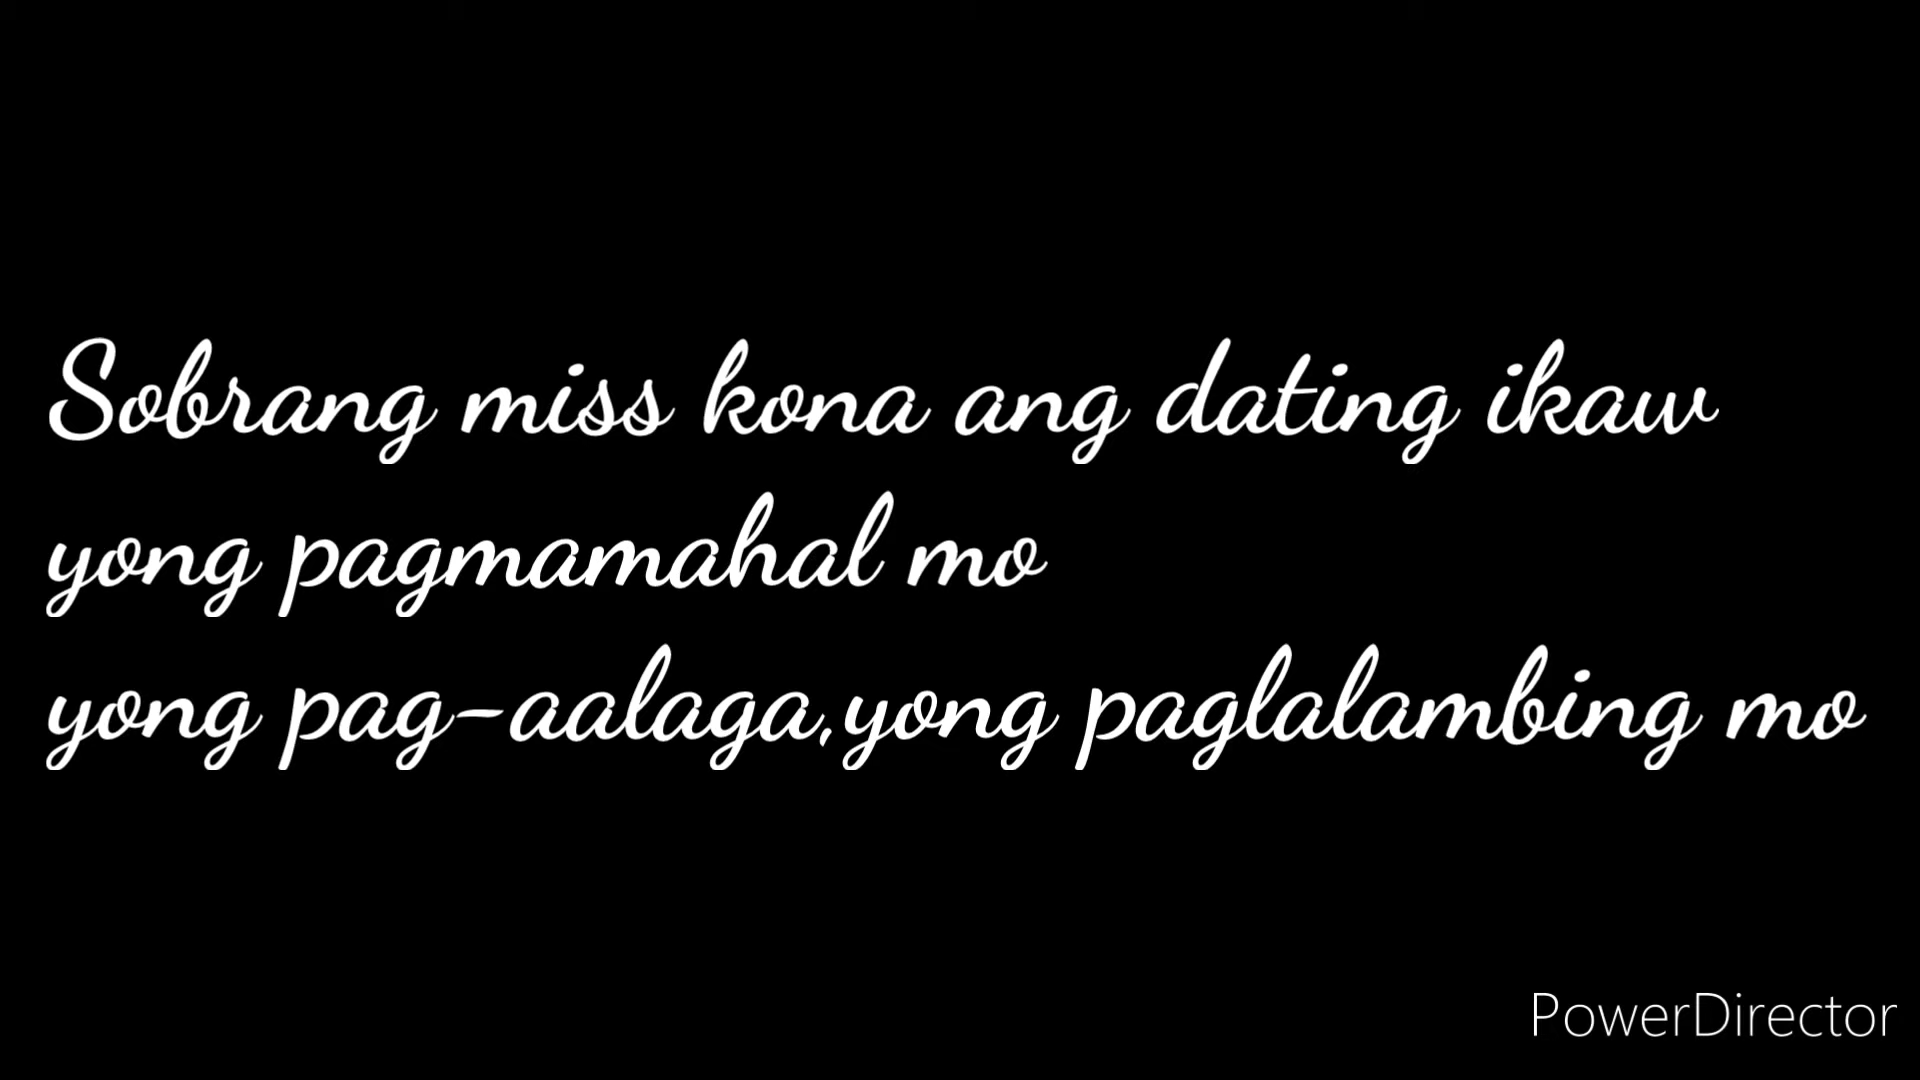 Sobrang miss kona ang dating ikaw
yong pagmamahal mo
yong pag-aalaga,yong paglalambing mo
PowerDirector